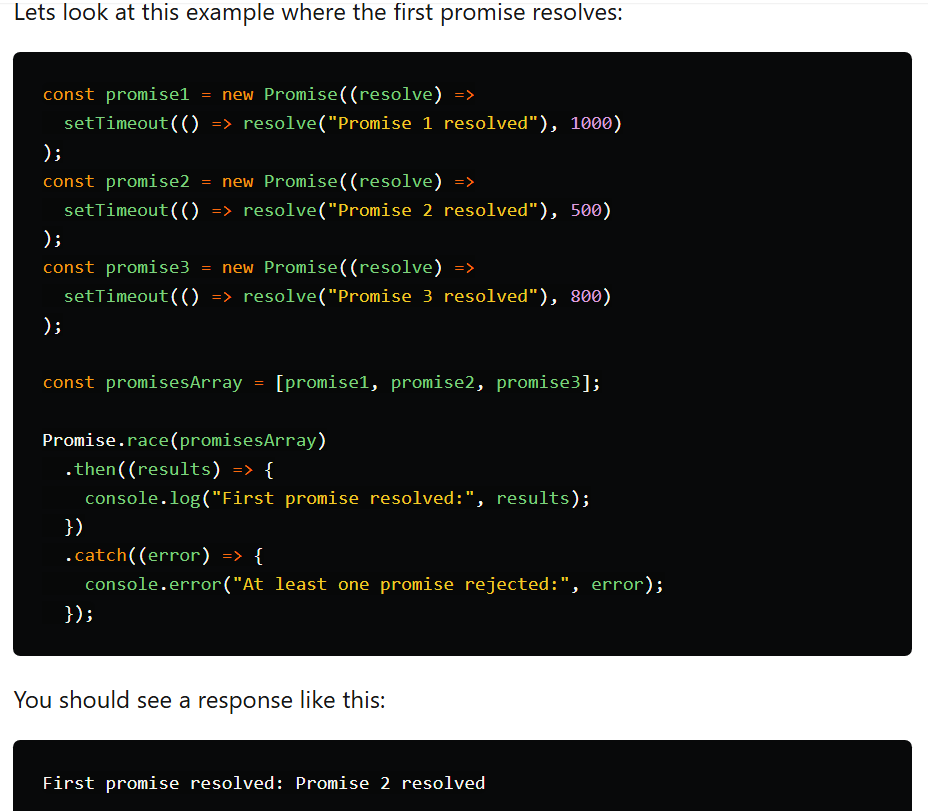 Lets look at this example where the first promise resolves:
const promise1 = new Promise((resolve) =>
  setTimeout(() => resolve("Promise 1 resolved"), 1000)
);
const promise2 = new Promise((resolve) =>
  setTimeout(() => resolve("Promise 2 resolved"), 500)
);
const promise3 = new Promise((resolve) =>
  setTimeout(() => resolve("Promise 3 resolved"), 800)
);

const promisesArray = [promise1, promise2, promise3];

Promise.race(promisesArray)
  .then((results) => {
    console.log("First promise resolved:", results);
  })
  .catch((error) => {
    console.error("At least one promise rejected:", error);
  });
You should see a response like this:
First promise resolved: Promise 2 resolved